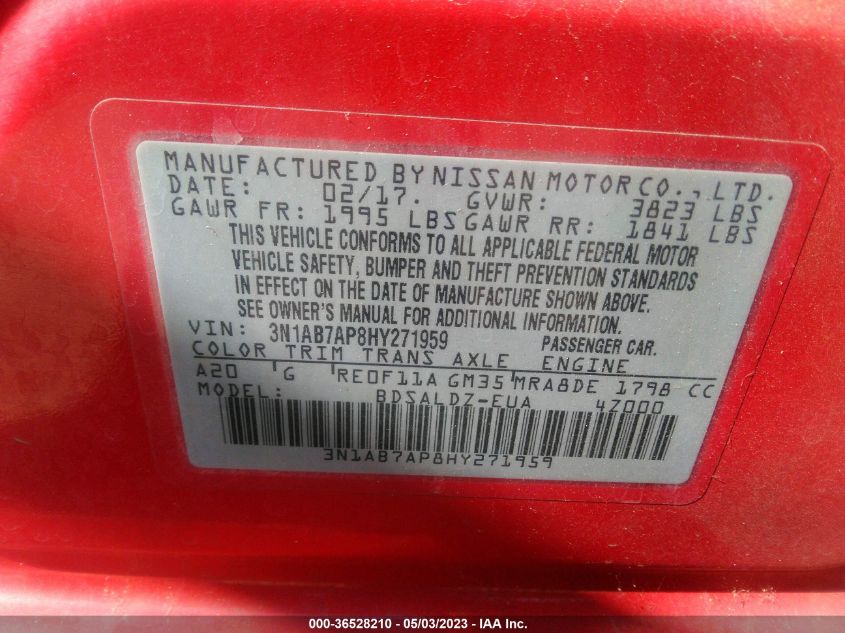 MANUFACTURED BY NISSAN MOTOR CO., LTD.
DATE: 02/17. GVWR: 3823 LBS
GAWR FR: 1995 LBS GAWR RR: 1841 LBS
THIS VEHICLE CONFORMS TO ALL APPLICABLE FEDERAL MOTOR
VEHICLE SAFETY, BUMPER AND THEFT PREVENTION STANDARDS
IN EFFECT ON THE DATE OF MANUFACTURE SHOWN ABOVE.
SEE OWNER'S MANUAL FOR ADDITIONAL INFORMATION.
VIN: 3N1AB7AP8HY271959 PASSENGER CAR.
COLOR TRIM TRANS AXLE ENGINE
A20 G RE0F11A GM35 MRA8DE 1798 CC
MODEL: BDSALDZ-EUA 4Z000
3N1AB7AP8HY271959
000-36528210 - 05/03/2023 - IAA Inc.